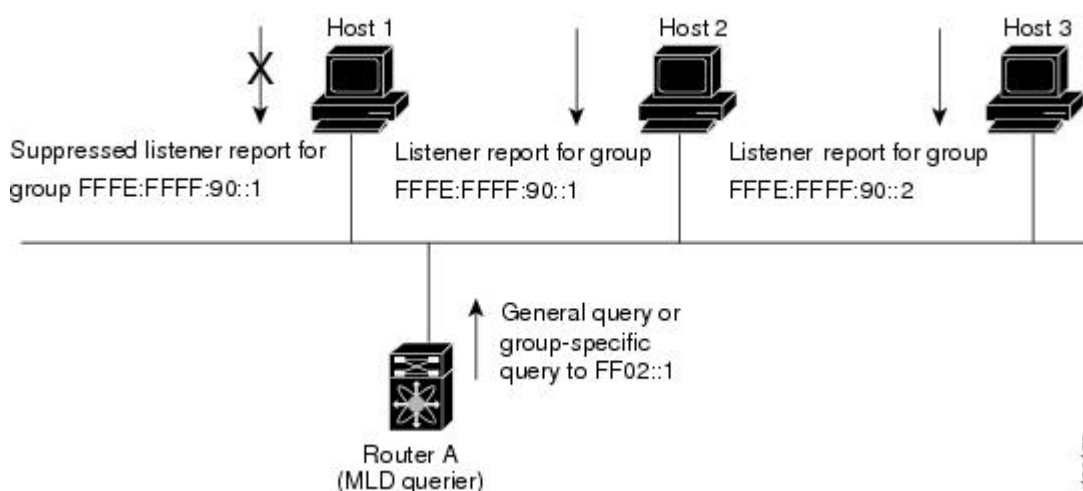 Host 1
Host 2
Host 3
X
Suppressed listener report for
group FFFE:FFFF:90::1
Listener report for group
FFFE:FFFF:90::1
Listener report for group
FFFE:FFFF:90::2
General query or
group-specific
query to FF02::1
Router A
(MLD querier)